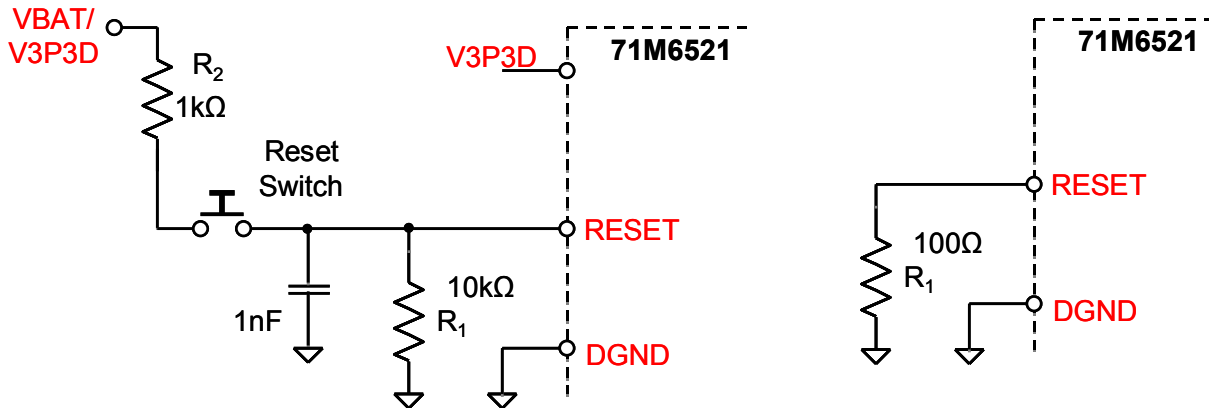 VBAT/
V3P3D
R2
1kΩ
Reset
Switch
1nF
10kΩ
R1
V3P3D
71M6521
RESET
DGND
71M6521
RESET
100Ω
R1
DGND